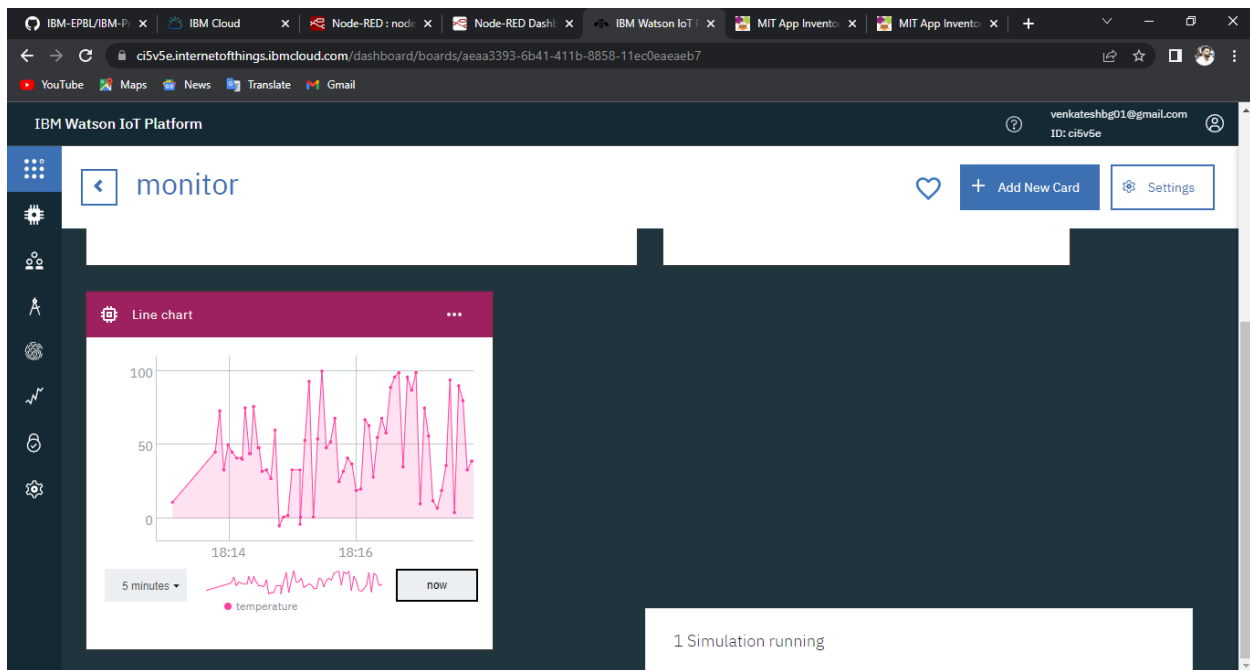 IBM-EPBL/IBM-Pr
IBM Cloud
Node-RED : node
Node-RED Dashb
IBM Watson IoT P
MIT App Invento
MIT App Invento
ci5v5e.internetofthings.ibmcloud.com/dashboard/boards/aeaa3393-6b41-411b-8858-11ec0eaeaeb7
YouTube
Maps
News
Translate
Gmail
IBM Watson IoT Platform
venkateshbg01@gmail.com
ID: ci5v5e
monitor
+ Add New Card
Settings
Line chart
100
50
0
18:14
18:16
5 minutes
now
temperature
1 Simulation running